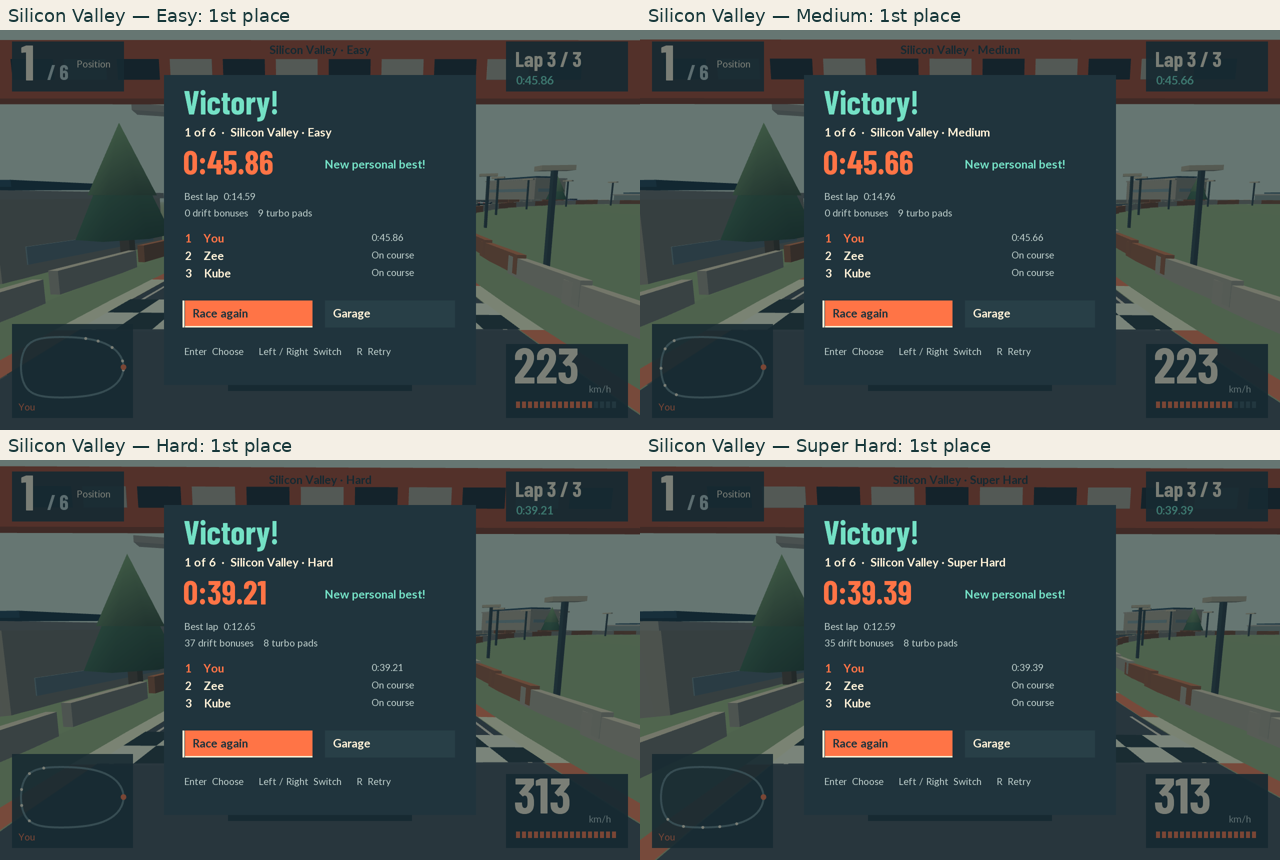 Silicon Valley — Easy: 1st place
Silicon Valley · Easy
1 / 6 Position
Lap 3 / 3
0:45.86
Victory!
1 of 6 · Silicon Valley · Easy
0:45.86 New personal best!
Best lap 0:14.59
0 drift bonuses 9 turbo pads
1 You 0:45.86
2 Zee On course
3 Kube On course
Race again Garage
Enter Choose Left / Right Switch R Retry
You
223 km/h
Silicon Valley — Medium: 1st place
Silicon Valley · Medium
1 / 6 Position
Lap 3 / 3
0:45.66
Victory!
1 of 6 · Silicon Valley · Medium
0:45.66 New personal best!
Best lap 0:14.96
0 drift bonuses 9 turbo pads
1 You 0:45.66
2 Zee On course
3 Kube On course
Race again Garage
Enter Choose Left / Right Switch R Retry
You
223 km/h
Silicon Valley — Hard: 1st place
Silicon Valley · Hard
1 / 6 Position
Lap 3 / 3
0:39.21
Victory!
1 of 6 · Silicon Valley · Hard
0:39.21 New personal best!
Best lap 0:12.65
37 drift bonuses 8 turbo pads
1 You 0:39.21
2 Zee On course
3 Kube On course
Race again Garage
Enter Choose Left / Right Switch R Retry
You
313 km/h
Silicon Valley — Super Hard: 1st place
Silicon Valley · Super Hard
1 / 6 Position
Lap 3 / 3
0:39.39
Victory!
1 of 6 · Silicon Valley · Super Hard
0:39.39 New personal best!
Best lap 0:12.59
35 drift bonuses 8 turbo pads
1 You 0:39.39
2 Zee On course
3 Kube On course
Race again Garage
Enter Choose Left / Right Switch R Retry
You
313 km/h